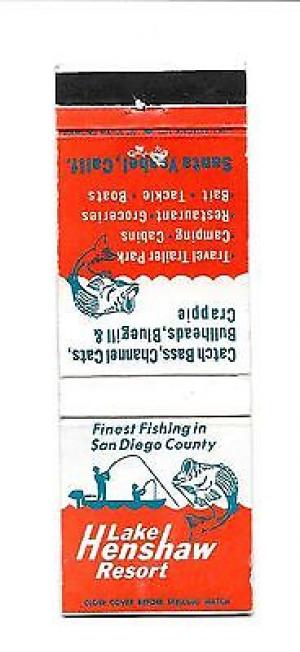 Finest Fishing in
San Diego County
Lake
Henshaw
Resort
CLOSE COVER BEFORE STRIKING MATCH
Catch Bass, Channel Cats,
Bullheads, Bluegill &
Crappie
·Travel Trailer Park
·Camping · Cabins
·Restaurant · Groceries
Bait · Tackle · Boats
Santa Ysabel, Calif.